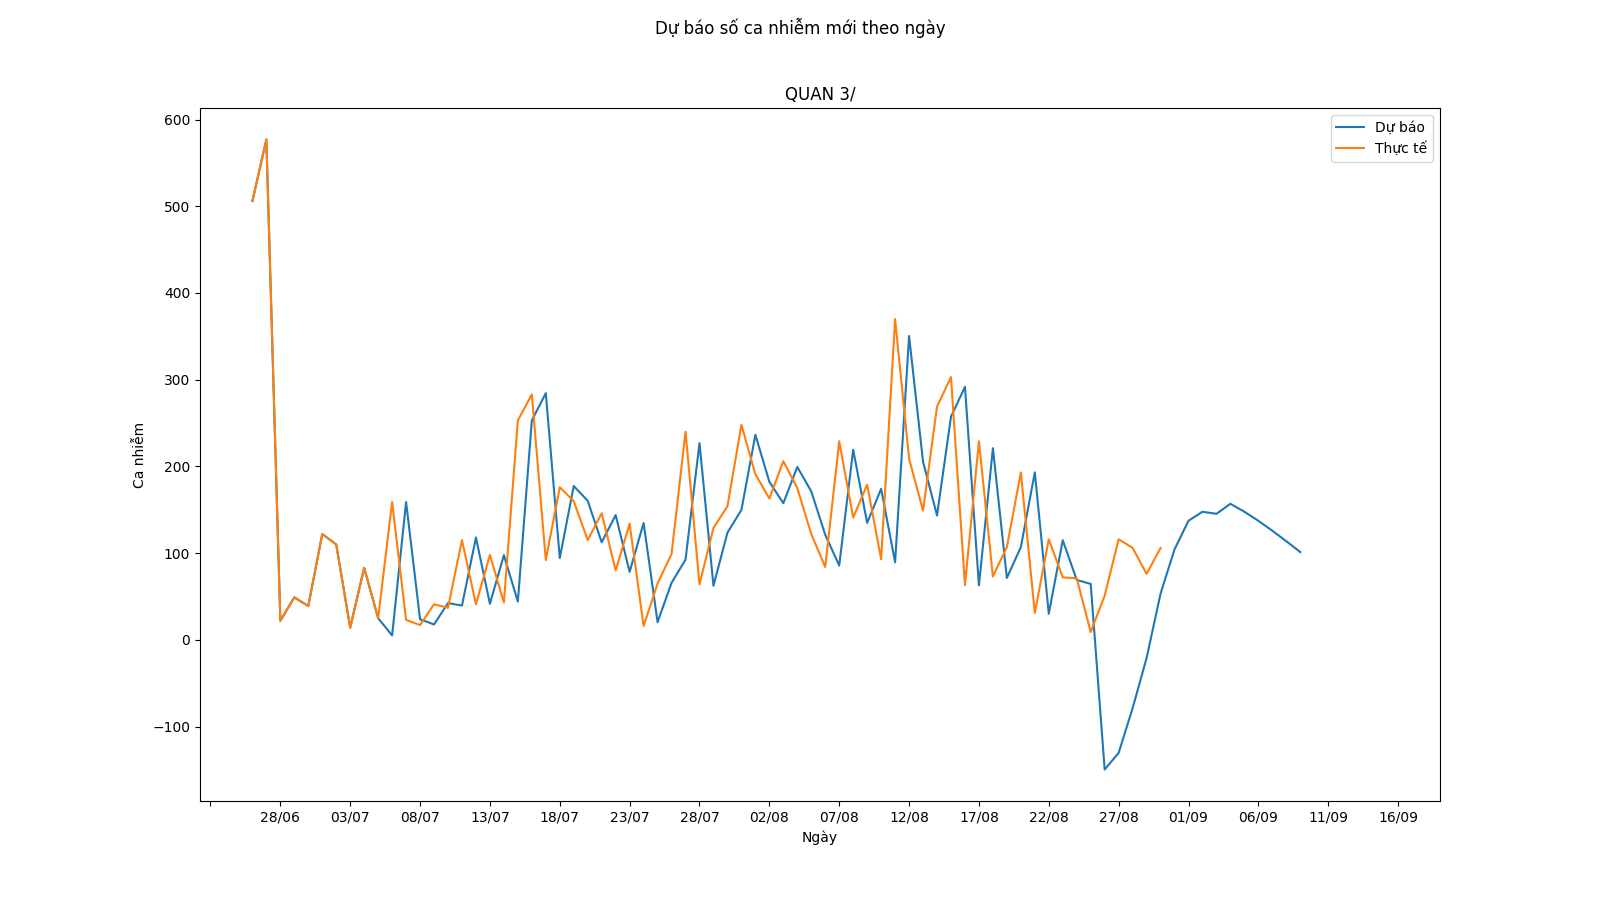 Dự báo số ca nhiễm mới theo ngày
QUAN 3/
Dự báo
Thực tế
600
500
400
300
200
100
0
−100
Ca nhiễm
28/06 03/07 08/07 13/07 18/07 23/07 28/07 02/08 07/08 12/08 17/08 22/08 27/08 01/09 06/09 11/09 16/09
Ngày